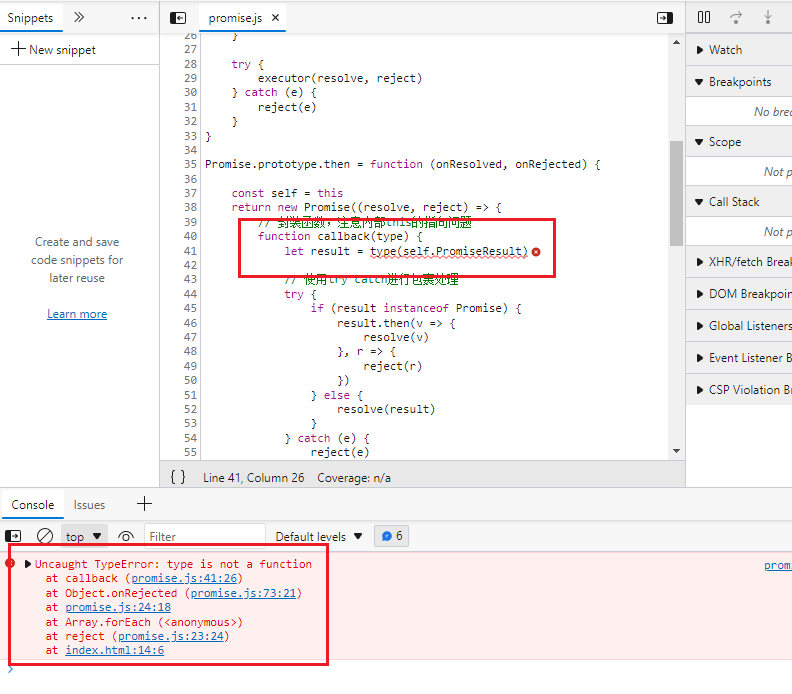 Snippets
promise.js
New snippet
Create and save
code snippets for
later reuse
Learn more
26 }
27
28 try {
29 executor(resolve, reject)
30 } catch (e) {
31 reject(e)
32 }
33 }
34
35 Promise.prototype.then = function (onResolved, onRejected) {
36
37 const self = this
38 return new Promise((resolve, reject) => {
39 // 封装函数，注意内部this的指向问题
40 function callback(type) {
41 let result = type(self.PromiseResult)
42
43 // 使用try catch进行包裹处理
44 try {
45 if (result instanceof Promise) {
46 result.then(v => {
47 resolve(v)
48 }, r => {
49 reject(r)
50 })
51 } else {
52 resolve(result)
53 }
54 } catch (e) {
55 reject(e)
{ } Line 41, Column 26 Coverage: n/a
Watch
Breakpoints
No brea
Scope
Not p
Call Stack
Not p
XHR/fetch Break
DOM Breakpoin
Global Listeners
Event Listener B
CSP Violation Br
Console Issues
top Filter Default levels 6
Uncaught TypeError: type is not a function
at callback (promise.js:41:26)
at Object.onRejected (promise.js:73:21)
at promise.js:24:18
at Array.forEach (<anonymous>)
at reject (promise.js:23:24)
at index.html:14:6
promi